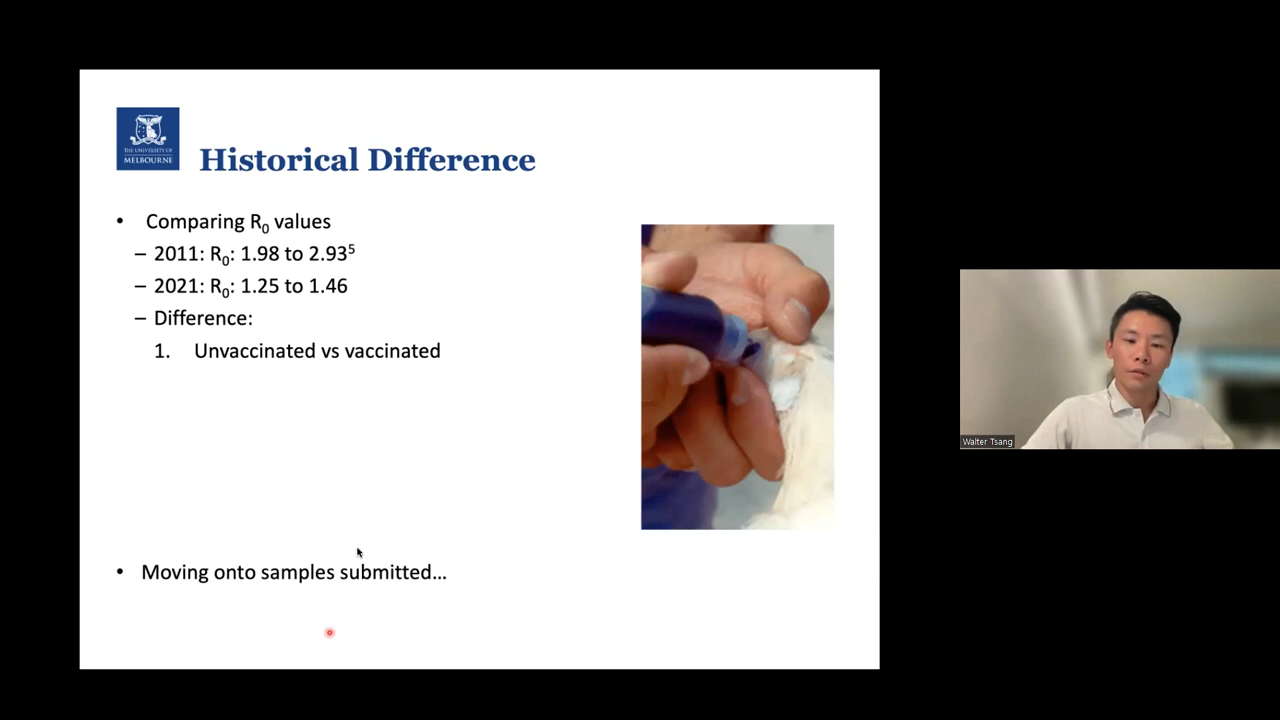 THE UNIVERSITY OF
MELBOURNE
Historical Difference
• Comparing R₀ values
– 2011: R₀: 1.98 to 2.93⁵
– 2021: R₀: 1.25 to 1.46
– Difference:
1. Unvaccinated vs vaccinated
• Moving onto samples submitted...
Walter Tsang